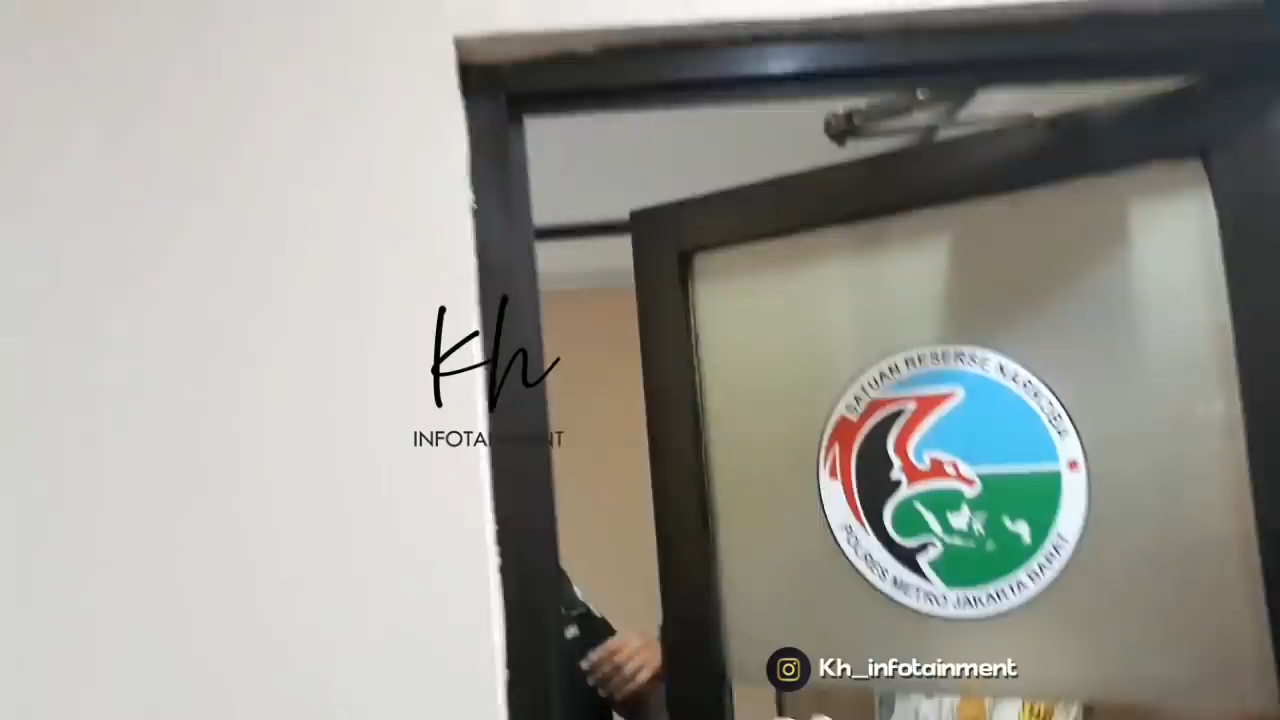 Kh
INFOTAINMENT
SATUAN RESERSE NARKOBA
POLRES METRO JAKARTA BARAT
Kh_infotainment